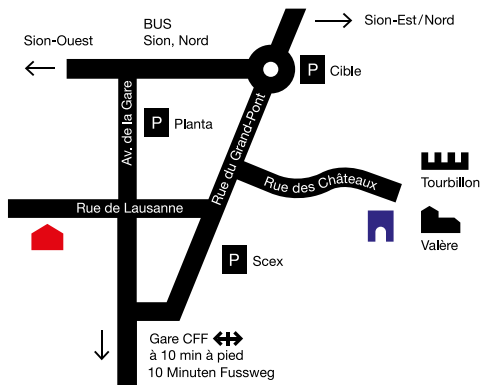 BUS
Sion, Nord
Sion-Est/Nord
Sion-Ouest
P Cible
Av. de la Gare
P Planta
Rue du Grand-Pont
Rue des Châteaux
Tourbillon
Rue de Lausanne
Valère
P Scex
Gare CFF
à 10 min à pied
10 Minuten Fussweg